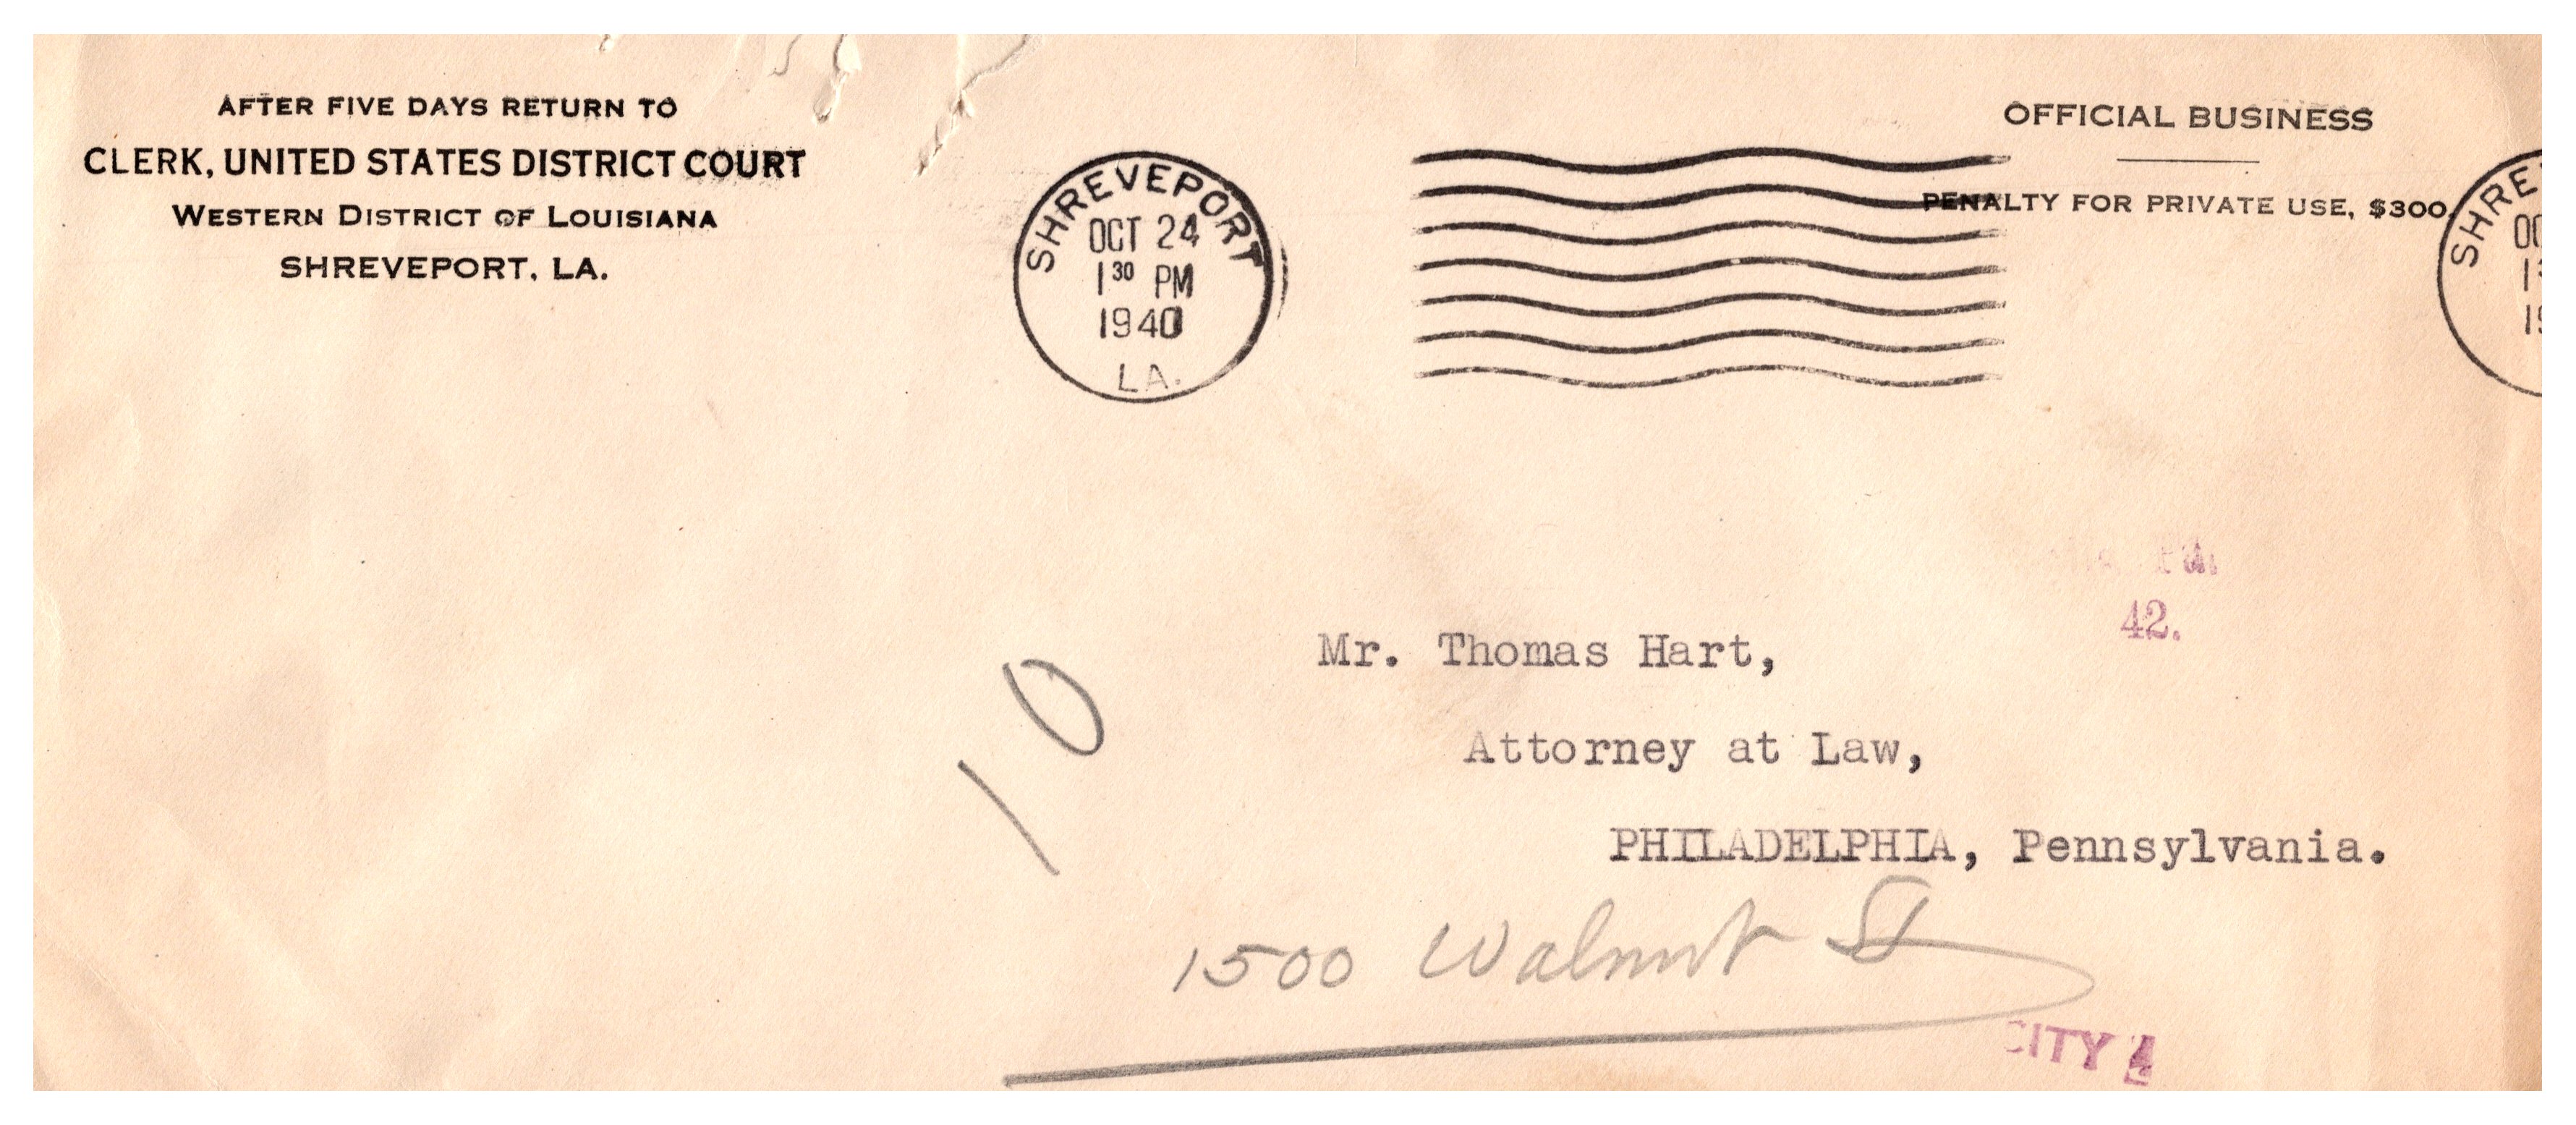 AFTER FIVE DAYS RETURN TO
CLERK, UNITED STATES DISTRICT COURT
WESTERN DISTRICT OF LOUISIANA
SHREVEPORT, LA.
SHREVEPORT
OCT 24
1 30 PM
1940
LA.
OFFICIAL BUSINESS
PENALTY FOR PRIVATE USE, $300.
SHRE
Pa.
42.
Mr. Thomas Hart,
Attorney at Law,
PHILADELPHIA, Pennsylvania.
10
1500 Walnut St
CITY